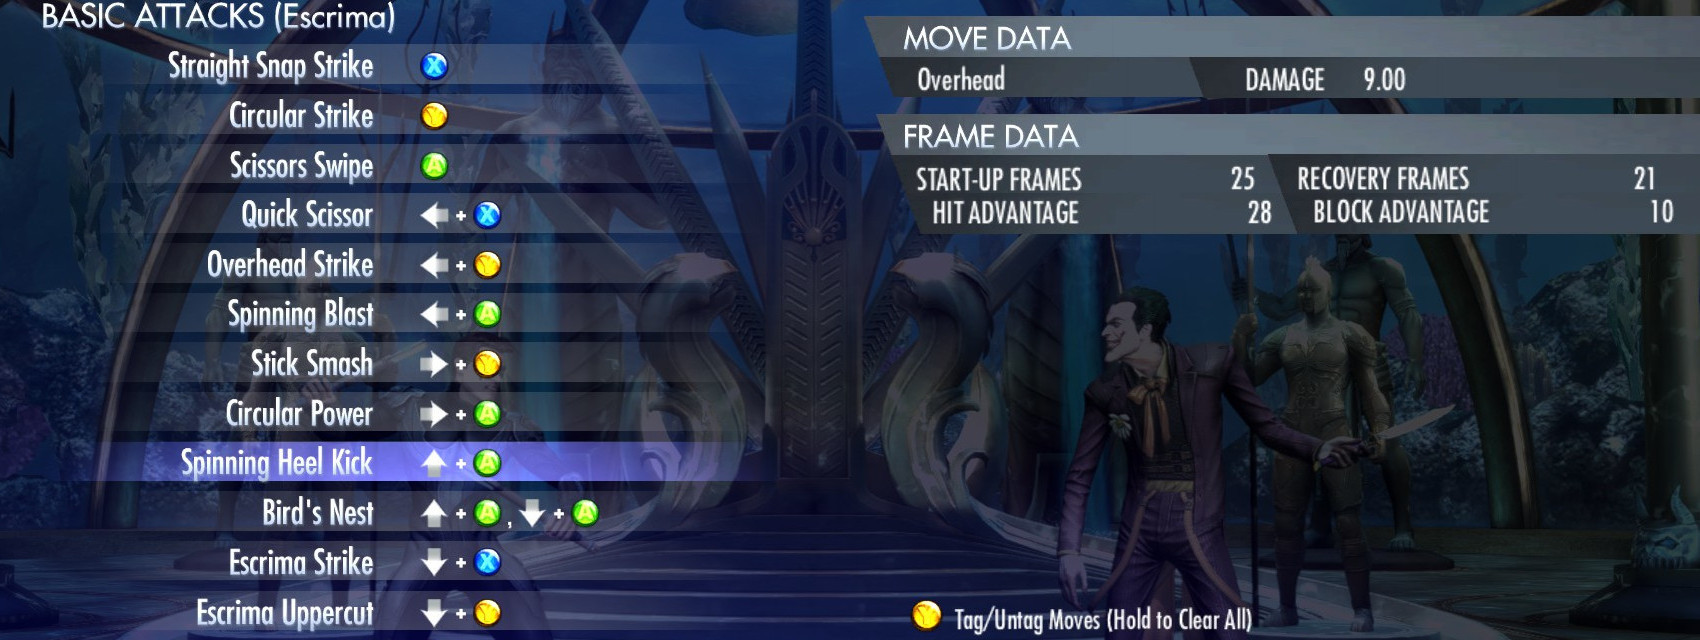 BASIC ATTACKS (Escrima)
Straight Snap Strike X
Circular Strike Y
Scissors Swipe A
Quick Scissor + X
Overhead Strike + Y
Spinning Blast + A
Stick Smash + Y
Circular Power + A
Spinning Heel Kick + A
Bird's Nest + A , + A
Escrima Strike + X
Escrima Uppercut + Y
MOVE DATA
Overhead DAMAGE 9.00
FRAME DATA
START-UP FRAMES 25 RECOVERY FRAMES 21
HIT ADVANTAGE 28 BLOCK ADVANTAGE 10
Y Tag/Untag Moves (Hold to Clear All)